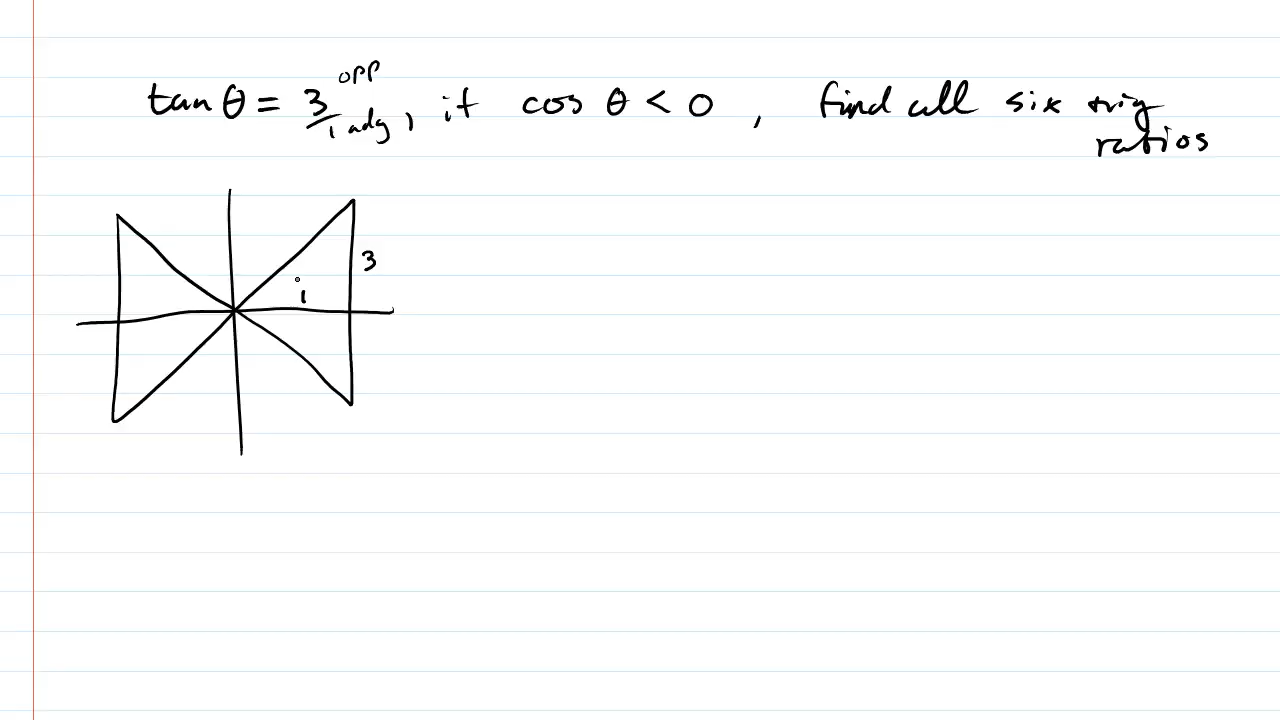 tan θ = 3/1 opp adj, if cos θ < 0, find all six trig
ratios
3
1